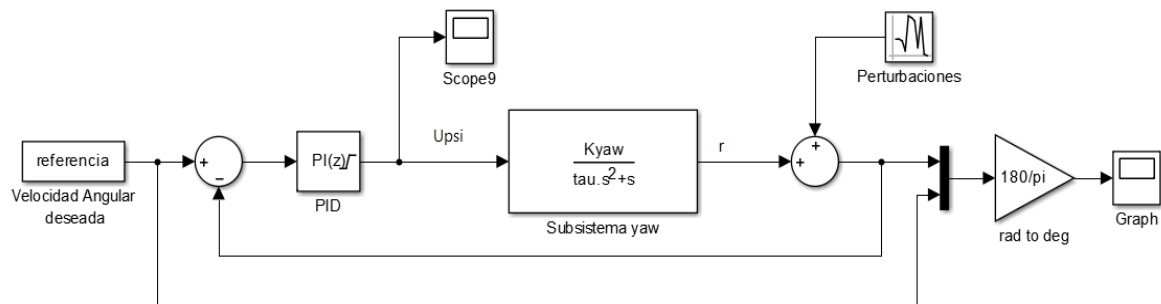 Scope9
Perturbaciones
referencia
Velocidad Angular
deseada
+
−
PI(z)
PID
Upsi
Kyaw
tau.s²+s
Subsistema yaw
r
+
+
180/pi
rad to deg
Graph